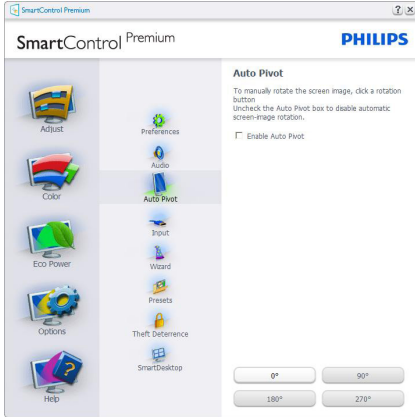 SmartControl Premium
? ×
SmartControl Premium
PHILIPS
Adjust
Color
Eco Power
Options
Help
Preferences
Audio
Auto Pivot
Input
Wizard
Presets
Theft Deterrence
SmartDesktop
Auto Pivot
To manually rotate the screen image, click a rotation
button
Uncheck the Auto Pivot box to disable automatic
screen-image rotation.
Enable Auto Pivot
0° 90°
180° 270°